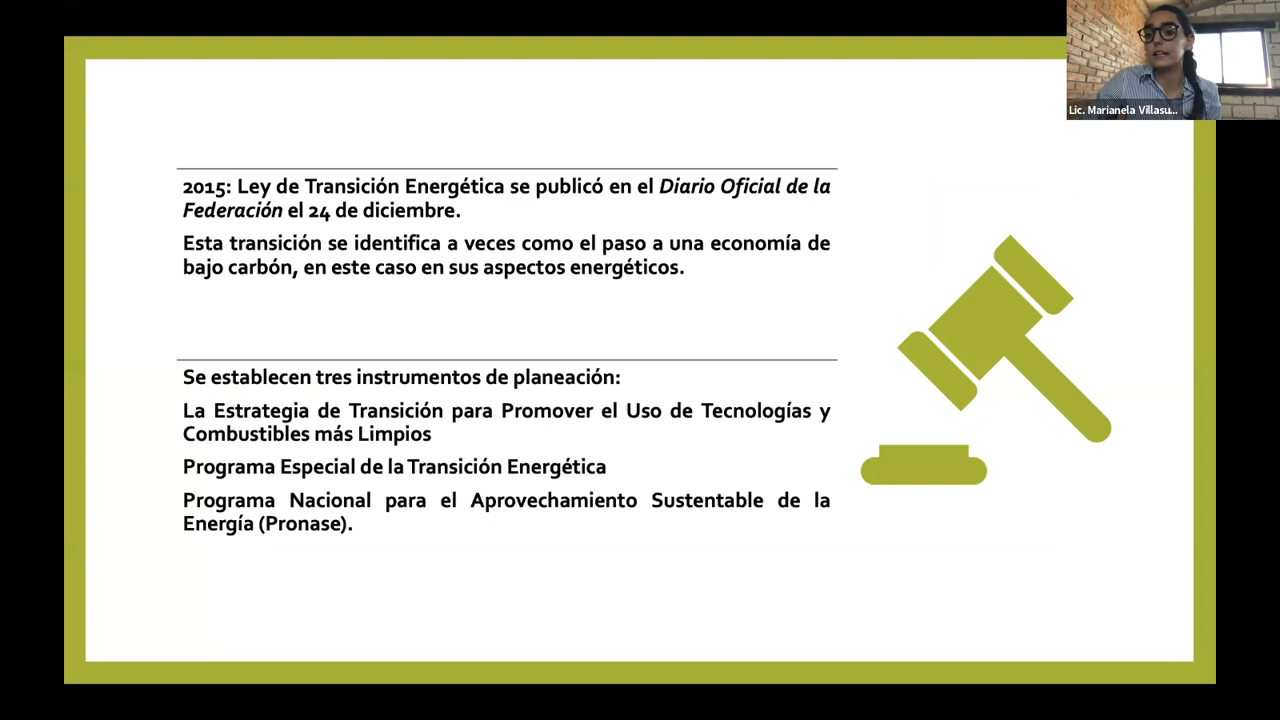 Lic. Marianela Villasu...
2015: Ley de Transición Energética se publicó en el Diario Oficial de la
Federación el 24 de diciembre.
Esta transición se identifica a veces como el paso a una economía de
bajo carbón, en este caso en sus aspectos energéticos.
Se establecen tres instrumentos de planeación:
La Estrategia de Transición para Promover el Uso de Tecnologías y
Combustibles más Limpios
Programa Especial de la Transición Energética
Programa Nacional para el Aprovechamiento Sustentable de la
Energía (Pronase).